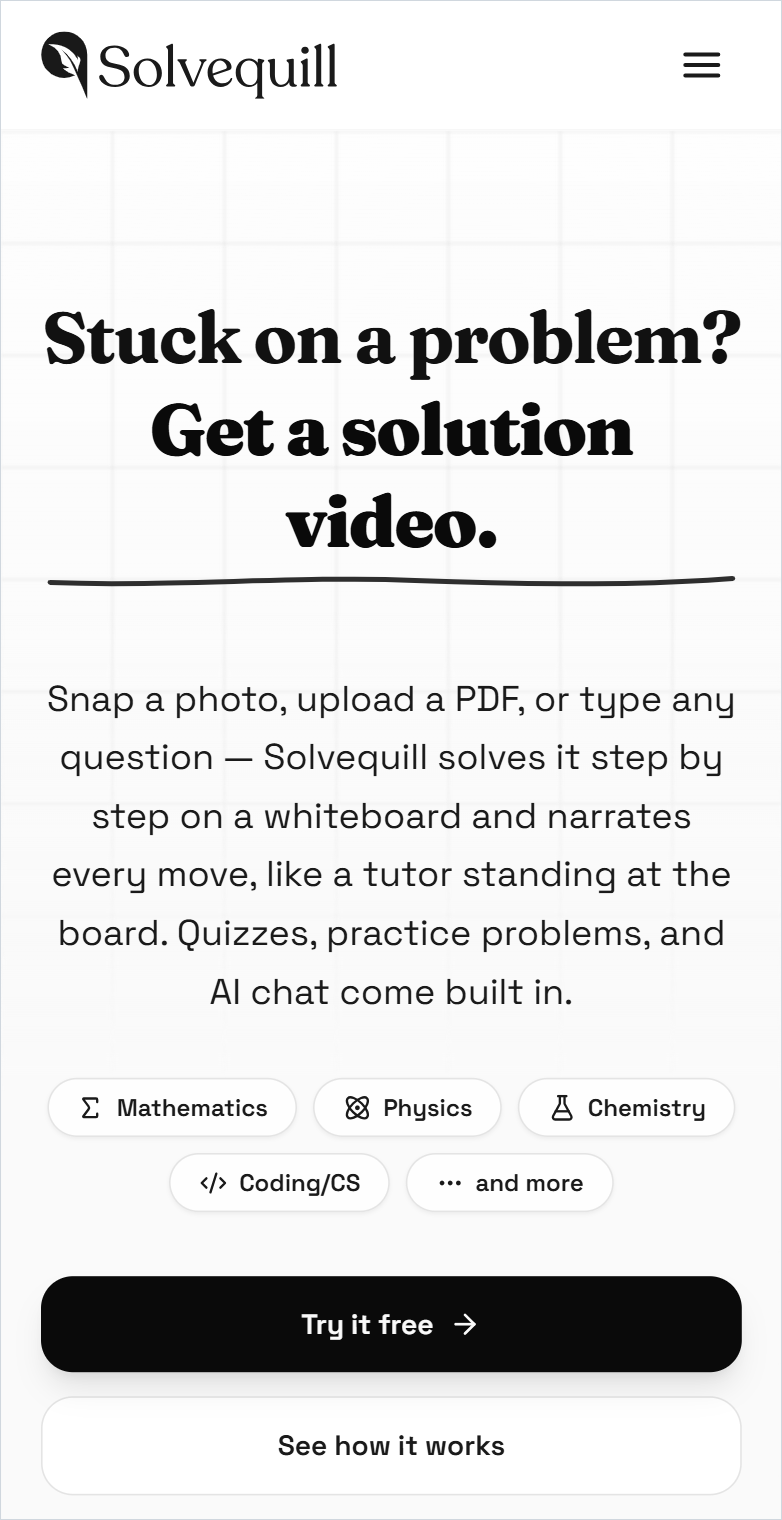 Solvequill
Stuck on a problem?
Get a solution
video.
Snap a photo, upload a PDF, or type any
question — Solvequill solves it step by
step on a whiteboard and narrates
every move, like a tutor standing at the
board. Quizzes, practice problems, and
AI chat come built in.
Mathematics Physics Chemistry
Coding/CS and more
Try it free →
See how it works